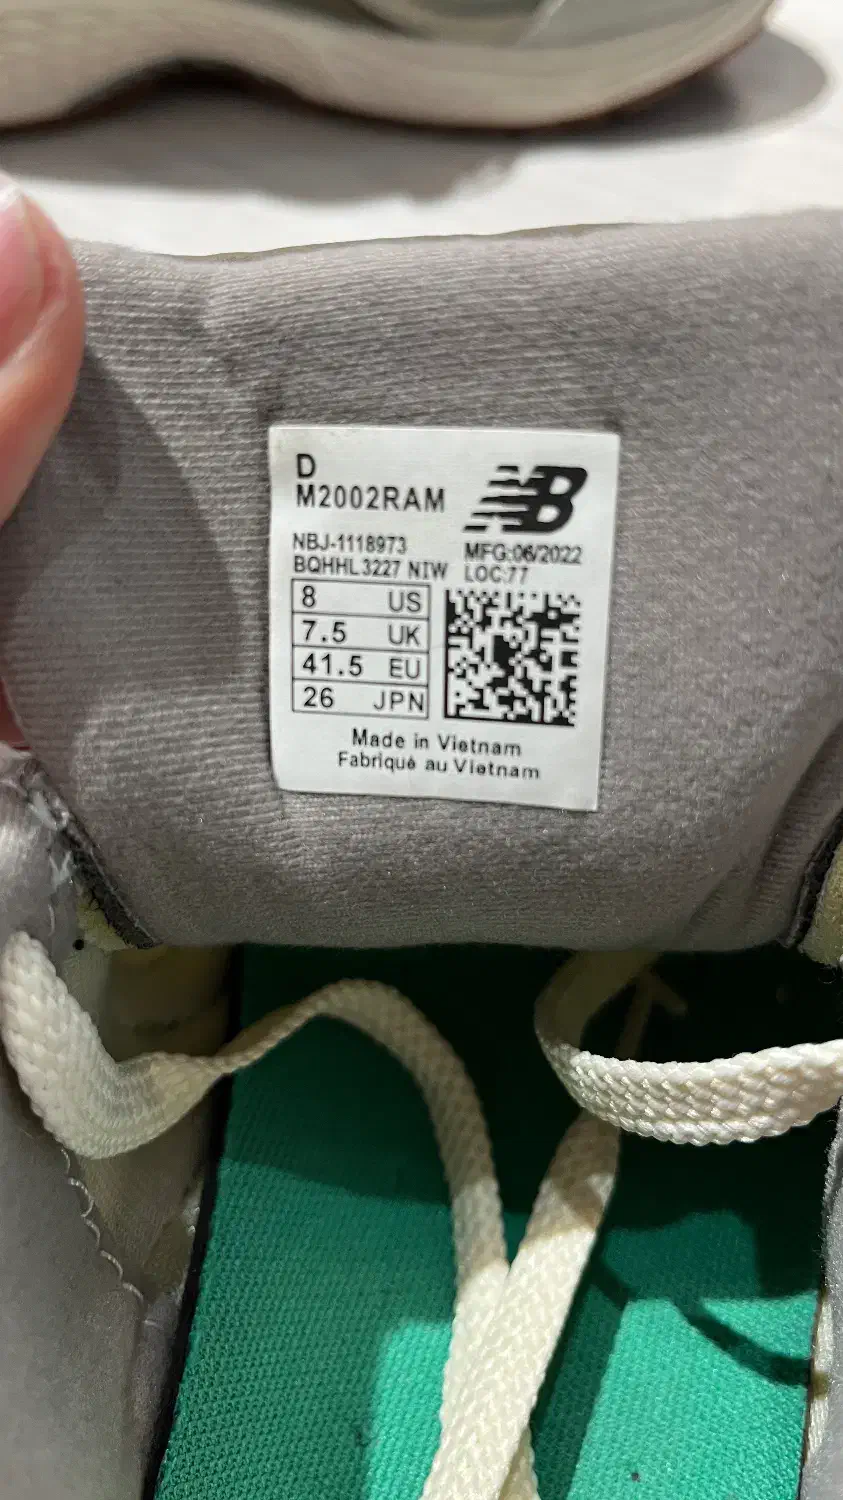 D
M2002RAM
NB
NBJ-1118973
BQHHL3227 NIW
MFG:06/2022
LOC:77
8 US
7.5 UK
41.5 EU
26 JPN
Made in Vietnam
Fabriqué au Vietnam